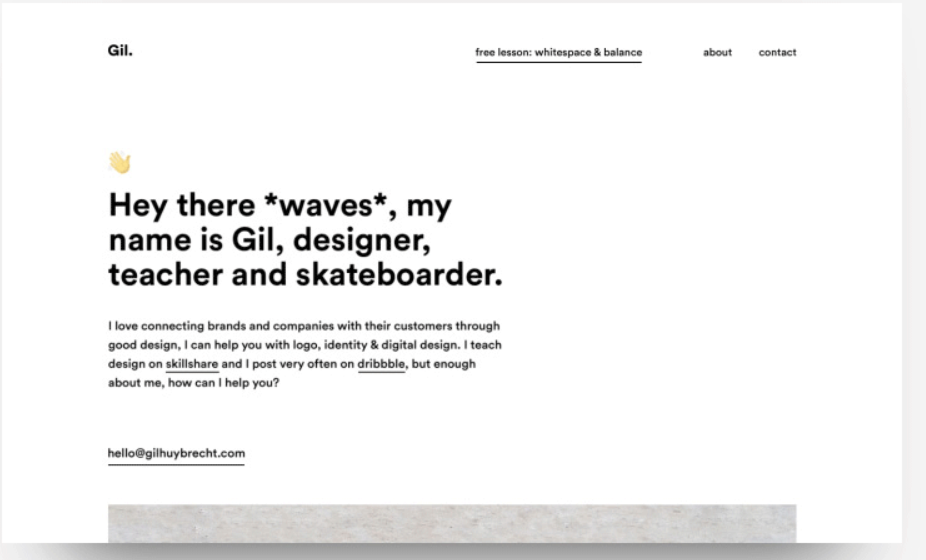 Gil.
free lesson: whitespace & balance
about
contact
👋
Hey there *waves*, my
name is Gil, designer,
teacher and skateboarder.
I love connecting brands and companies with their customers through
good design, I can help you with logo, identity & digital design. I teach
design on skillshare and I post very often on dribbble, but enough
about me, how can I help you?
hello@gilhuybrecht.com